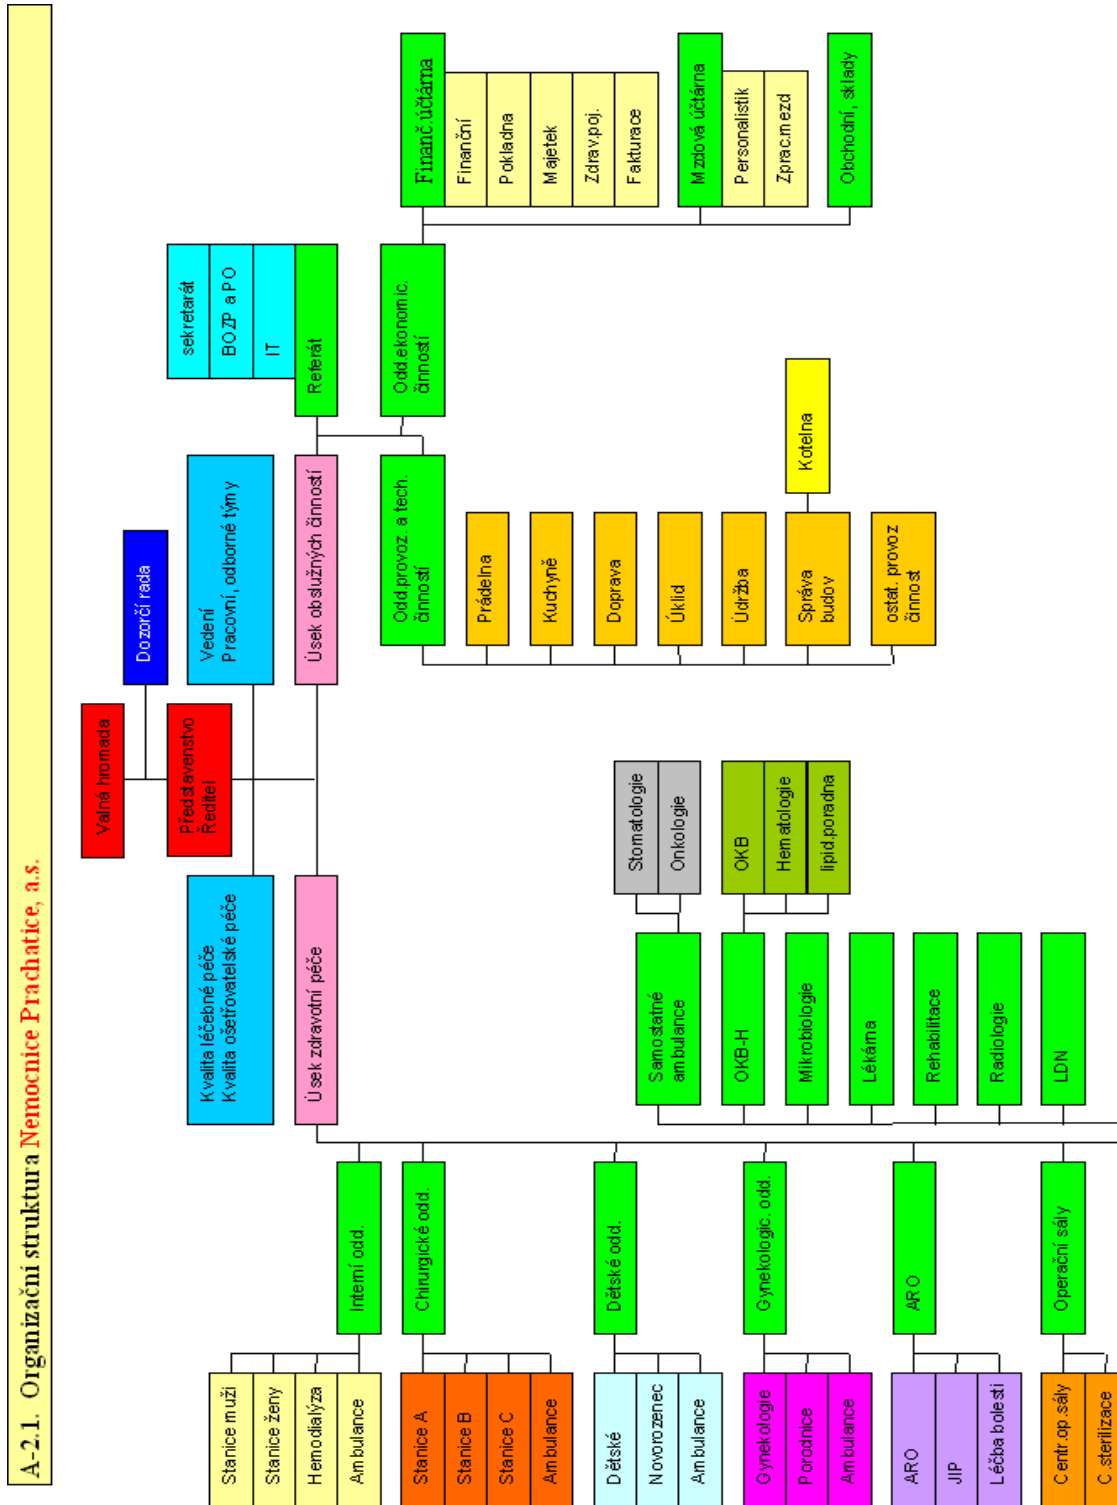 A-2.1. Organizační struktura Nemocnice Prachatice, a.s.
Valná hromada.
Dozorčí rada
Představenstvo
Ředitel
Kvalita léčebné péče
Kvalita ošetřovatelské péče
Vedení
Pracovní, odborné týmy
sekretarát
BOZP a PO
IT
Referát
Úsek zdravotní péče
Úsek obslužných činností
Odd.provoz. a tech.
činností
Odd.ekonomic.
činností
Finanč.účtárna
Finanční
Pokladna
Majetek
Zdrav.poj.
Fakturace
Mzdová účtárna
Personalistik
Zprac.mezd
Obchodní, sklady
Prádelna
Kuchyně
Doprava
Úklid
Údržba
Správa
budov
Kotelna
ostat. provoz
činnost
Samostatné
ambulance
Stomatologie
Onkologie
OKB-H
OKB
Hematologie
lipid.poradna
Mikrobiologie
Lékárna
Rehabilitace
Radiologie
LDN
Interní odd.
Stanice muži
Stanice ženy
Hemodialýza
Ambulance
Chirurgické odd.
Stanice A
Stanice B
Stanice C
Ambulance
Dětské odd.
Dětské
Novorozenec
Ambulance
Gynekologic. odd.
Gynekologie
Porodnice
Ambulance
ARO
ARO
JIP
Léčba bolesti
Operační sály
Centr.op.sály
C.sterilizace